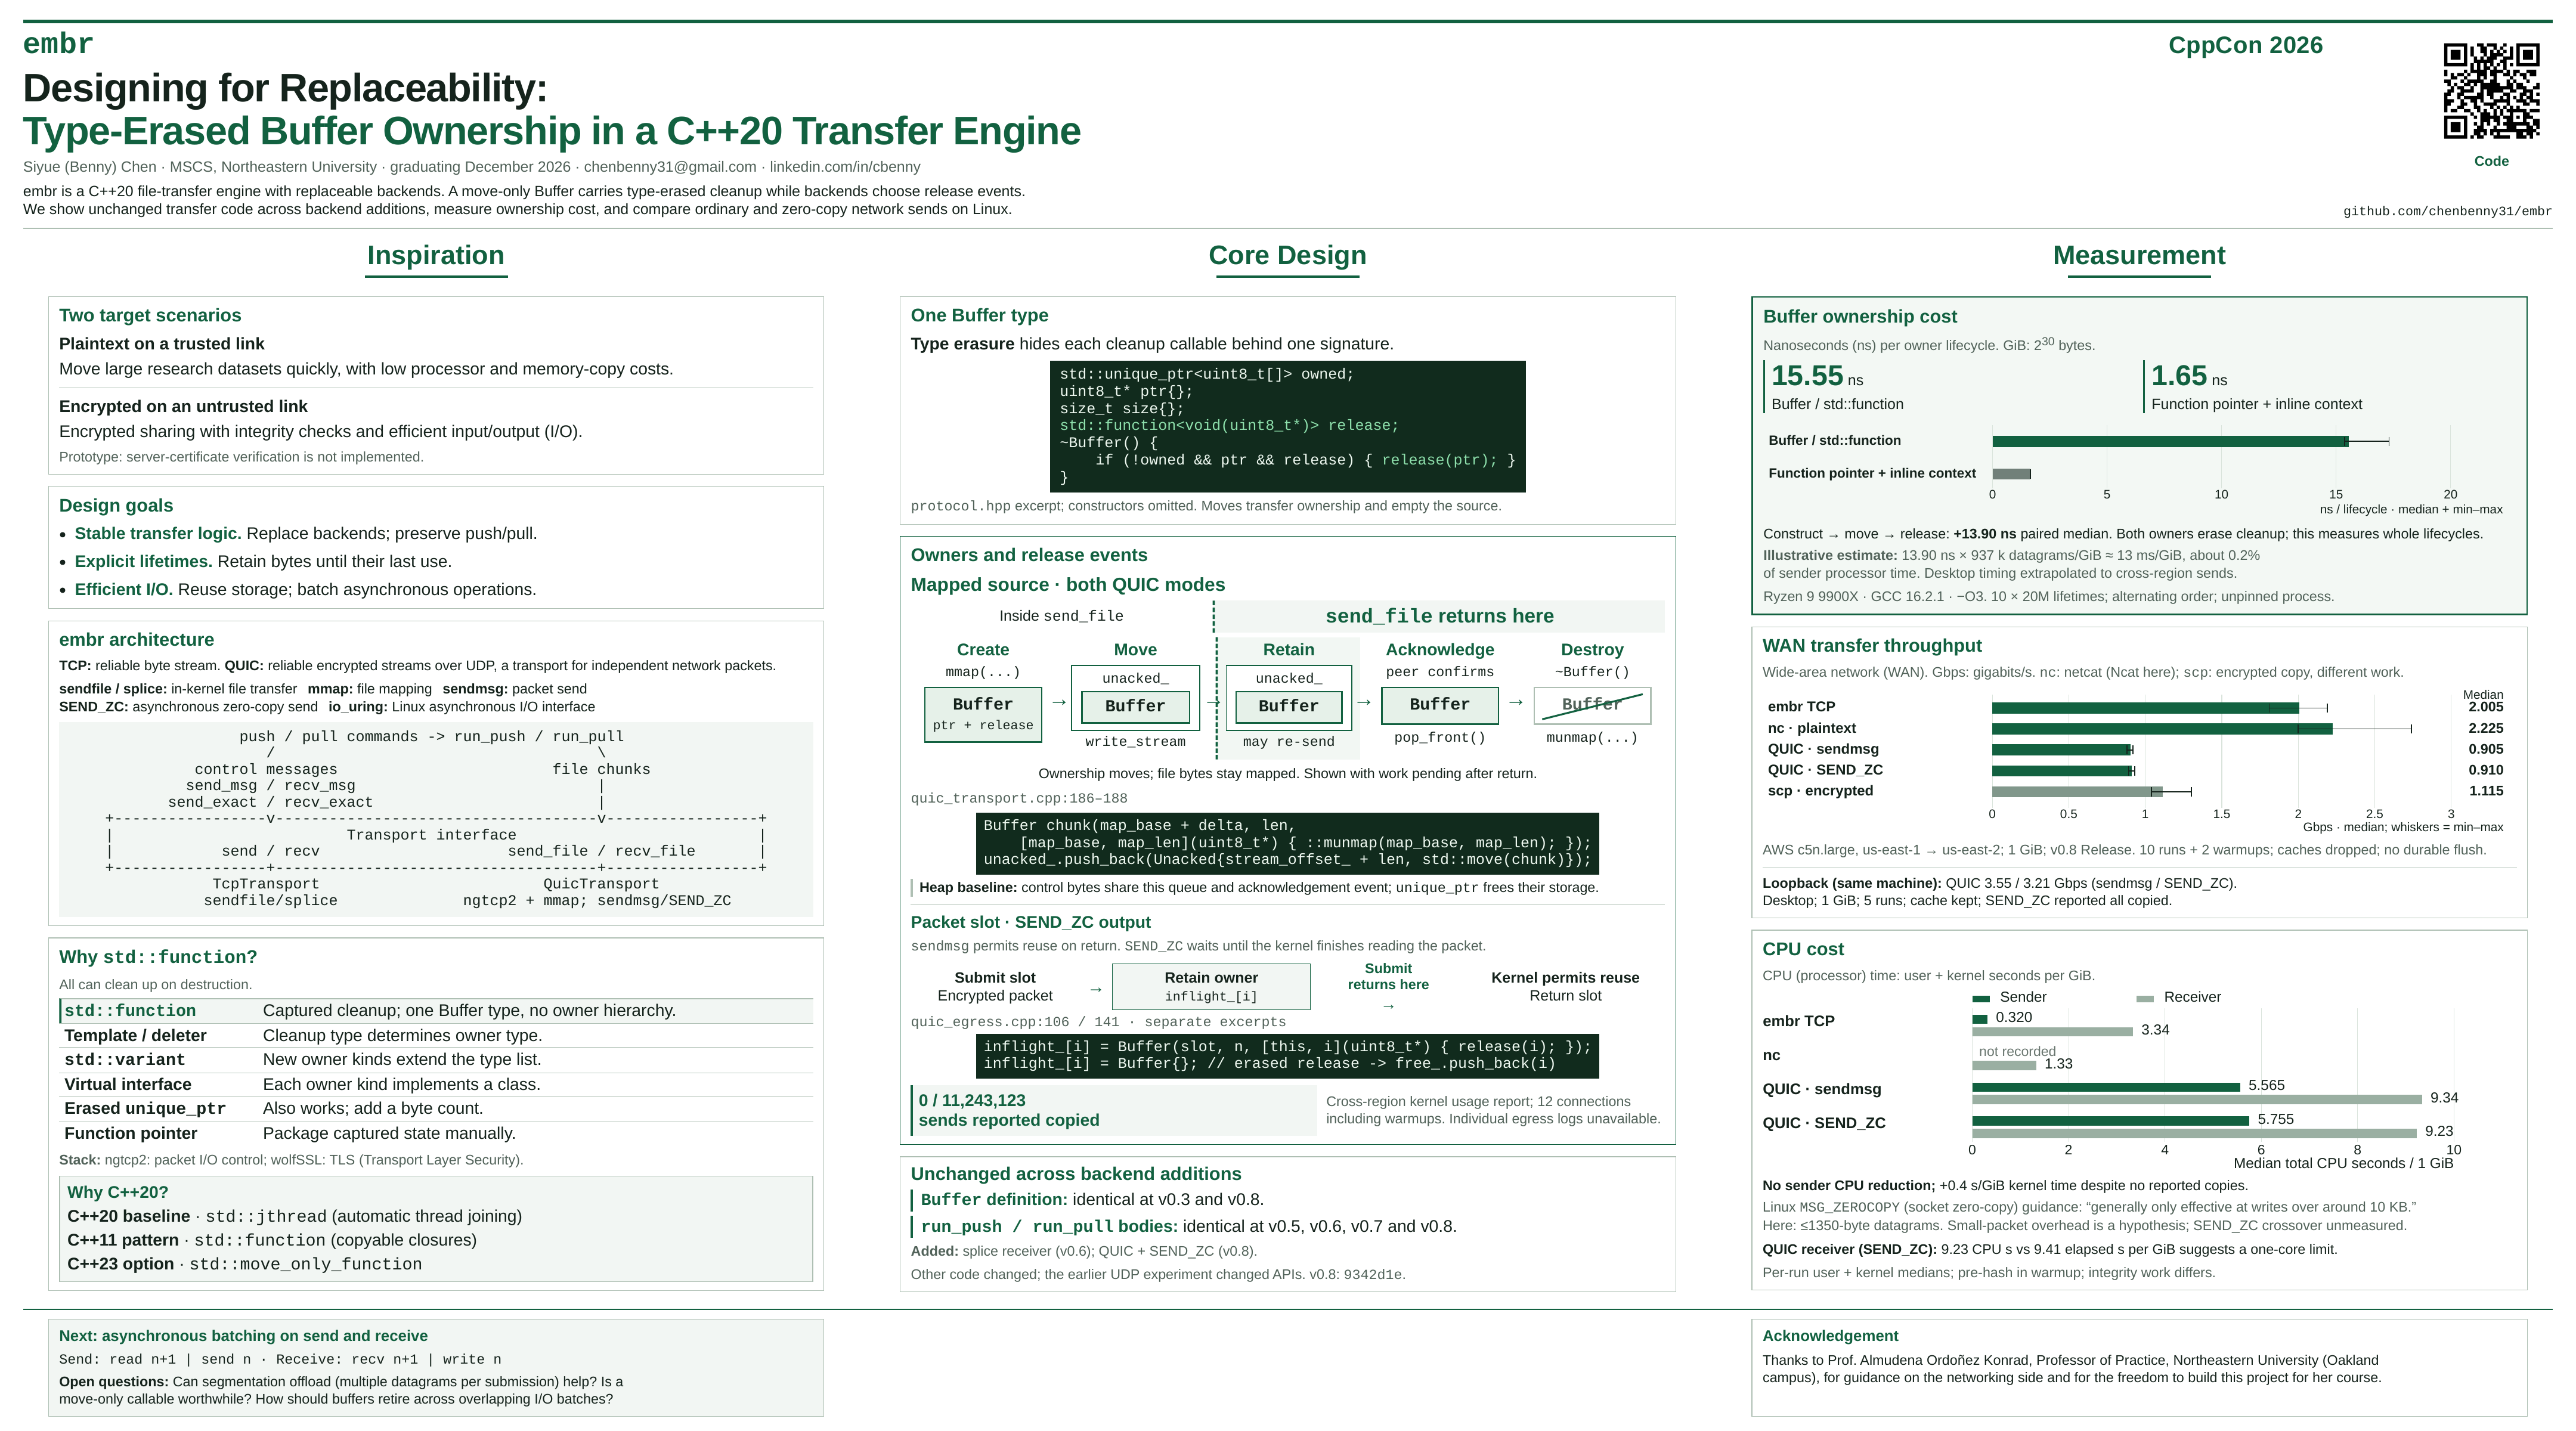 embr
CppCon 2026
Designing for Replaceability:
Type-Erased Buffer Ownership in a C++20 Transfer Engine
Siyue (Benny) Chen · MSCS, Northeastern University · graduating December 2026 · chenbenny31@gmail.com · linkedin.com/in/cbenny
Code
embr is a C++20 file-transfer engine with replaceable backends. A move-only Buffer carries type-erased cleanup while backends choose release events.
We show unchanged transfer code across backend additions, measure ownership cost, and compare ordinary and zero-copy network sends on Linux.
github.com/chenbenny31/embr
Inspiration
Two target scenarios
Plaintext on a trusted link
Move large research datasets quickly, with low processor and memory-copy costs.
Encrypted on an untrusted link
Encrypted sharing with integrity checks and efficient input/output (I/O).
Prototype: server-certificate verification is not implemented.
Design goals
• Stable transfer logic. Replace backends; preserve push/pull.
• Explicit lifetimes. Retain bytes until their last use.
• Efficient I/O. Reuse storage; batch asynchronous operations.
embr architecture
TCP: reliable byte stream. QUIC: reliable encrypted streams over UDP, a transport for independent network packets.
sendfile / splice: in-kernel file transfer mmap: file mapping sendmsg: packet send
SEND_ZC: asynchronous zero-copy send io_uring: Linux asynchronous I/O interface
push / pull commands -> run_push / run_pull
/ \
control messages file chunks
send_msg / recv_msg |
send_exact / recv_exact |
+-----------------v------------------------------------v-----------------+
| Transport interface |
| send / recv send_file / recv_file |
+-----------------+------------------------------------+-----------------+
TcpTransport QuicTransport
sendfile/splice ngtcp2 + mmap; sendmsg/SEND_ZC
Why std::function?
All can clean up on destruction.
std::function Captured cleanup; one Buffer type, no owner hierarchy.
Template / deleter Cleanup type determines owner type.
std::variant New owner kinds extend the type list.
Virtual interface Each owner kind implements a class.
Erased unique_ptr Also works; add a byte count.
Function pointer Package captured state manually.
Stack: ngtcp2: packet I/O control; wolfSSL: TLS (Transport Layer Security).
Why C++20?
C++20 baseline · std::jthread (automatic thread joining)
C++11 pattern · std::function (copyable closures)
C++23 option · std::move_only_function
Core Design
One Buffer type
Type erasure hides each cleanup callable behind one signature.
std::unique_ptr<uint8_t[]> owned;
uint8_t* ptr{};
size_t size{};
std::function<void(uint8_t*)> release;
~Buffer() {
if (!owned && ptr && release) { release(ptr); }
}
protocol.hpp excerpt; constructors omitted. Moves transfer ownership and empty the source.
Owners and release events
Mapped source · both QUIC modes
Inside send_file
send_file returns here
Create Move Retain Acknowledge Destroy
mmap(...) unacked_ unacked_ peer confirms ~Buffer()
Buffer → Buffer → Buffer → Buffer → Buffer
ptr + release write_stream may re-send pop_front() munmap(...)
Ownership moves; file bytes stay mapped. Shown with work pending after return.
quic_transport.cpp:186–188
Buffer chunk(map_base + delta, len,
[map_base, map_len](uint8_t*) { ::munmap(map_base, map_len); });
unacked_.push_back(Unacked{stream_offset_ + len, std::move(chunk)});
Heap baseline: control bytes share this queue and acknowledgement event; unique_ptr frees their storage.
Packet slot · SEND_ZC output
sendmsg permits reuse on return. SEND_ZC waits until the kernel finishes reading the packet.
Submit slot
Encrypted packet
→
Retain owner
inflight_[i]
Submit
returns here
→
Kernel permits reuse
Return slot
quic_egress.cpp:106 / 141 · separate excerpts
inflight_[i] = Buffer(slot, n, [this, i](uint8_t*) { release(i); });
inflight_[i] = Buffer{}; // erased release -> free_.push_back(i)
0 / 11,243,123
sends reported copied
Cross-region kernel usage report; 12 connections
including warmups. Individual egress logs unavailable.
Unchanged across backend additions
Buffer definition: identical at v0.3 and v0.8.
run_push / run_pull bodies: identical at v0.5, v0.6, v0.7 and v0.8.
Added: splice receiver (v0.6); QUIC + SEND_ZC (v0.8).
Other code changed; the earlier UDP experiment changed APIs. v0.8: 9342d1e.
Measurement
Buffer ownership cost
Nanoseconds (ns) per owner lifecycle. GiB: 2^30 bytes.
15.55 ns
Buffer / std::function
1.65 ns
Function pointer + inline context
Buffer / std::function
Function pointer + inline context
0 5 10 15 20
ns / lifecycle · median + min–max
Construct → move → release: +13.90 ns paired median. Both owners erase cleanup; this measures whole lifecycles.
Illustrative estimate: 13.90 ns × 937 k datagrams/GiB ≈ 13 ms/GiB, about 0.2%
of sender processor time. Desktop timing extrapolated to cross-region sends.
Ryzen 9 9900X · GCC 16.2.1 · −O3. 10 × 20M lifetimes; alternating order; unpinned process.
WAN transfer throughput
Wide-area network (WAN). Gbps: gigabits/s. nc: netcat (Ncat here); scp: encrypted copy, different work.
Median
embr TCP 2.005
nc · plaintext 2.225
QUIC · sendmsg 0.905
QUIC · SEND_ZC 0.910
scp · encrypted 1.115
0 0.5 1 1.5 2 2.5 3
Gbps · median; whiskers = min–max
AWS c5n.large, us-east-1 → us-east-2; 1 GiB; v0.8 Release. 10 runs + 2 warmups; caches dropped; no durable flush.
Loopback (same machine): QUIC 3.55 / 3.21 Gbps (sendmsg / SEND_ZC).
Desktop; 1 GiB; 5 runs; cache kept; SEND_ZC reported all copied.
CPU cost
CPU (processor) time: user + kernel seconds per GiB.
Sender Receiver
embr TCP 0.320
3.34
nc not recorded
1.33
QUIC · sendmsg 5.565
9.34
QUIC · SEND_ZC 5.755
9.23
0 2 4 6 8 10
Median total CPU seconds / 1 GiB
No sender CPU reduction; +0.4 s/GiB kernel time despite no reported copies.
Linux MSG_ZEROCOPY (socket zero-copy) guidance: “generally only effective at writes over around 10 KB.”
Here: ≤1350-byte datagrams. Small-packet overhead is a hypothesis; SEND_ZC crossover unmeasured.
QUIC receiver (SEND_ZC): 9.23 CPU s vs 9.41 elapsed s per GiB suggests a one-core limit.
Per-run user + kernel medians; pre-hash in warmup; integrity work differs.
Next: asynchronous batching on send and receive
Send: read n+1 | send n · Receive: recv n+1 | write n
Open questions: Can segmentation offload (multiple datagrams per submission) help? Is a
move-only callable worthwhile? How should buffers retire across overlapping I/O batches?
Acknowledgement
Thanks to Prof. Almudena Ordoñez Konrad, Professor of Practice, Northeastern University (Oakland
campus), for guidance on the networking side and for the freedom to build this project for her course.